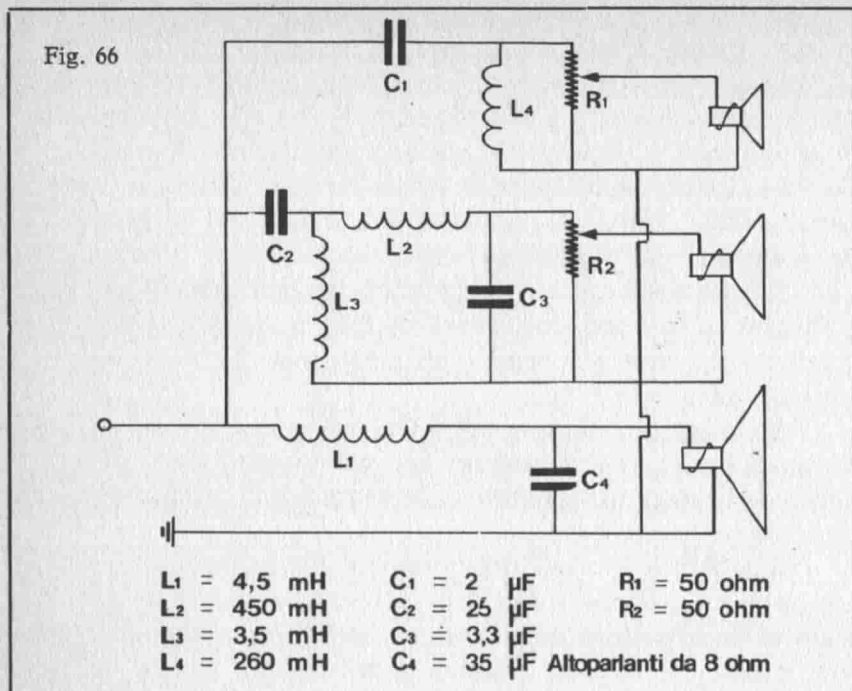 Fig. 66
C1
L4
R1
C2
L2
R2
L3
C3
L1
C4
L1 = 4,5 mH C1 = 2 µF R1 = 50 ohm
L2 = 450 mH C2 = 25 µF R2 = 50 ohm
L3 = 3,5 mH C3 = 3,3 µF
L4 = 260 mH C4 = 35 µF Altoparlanti da 8 ohm